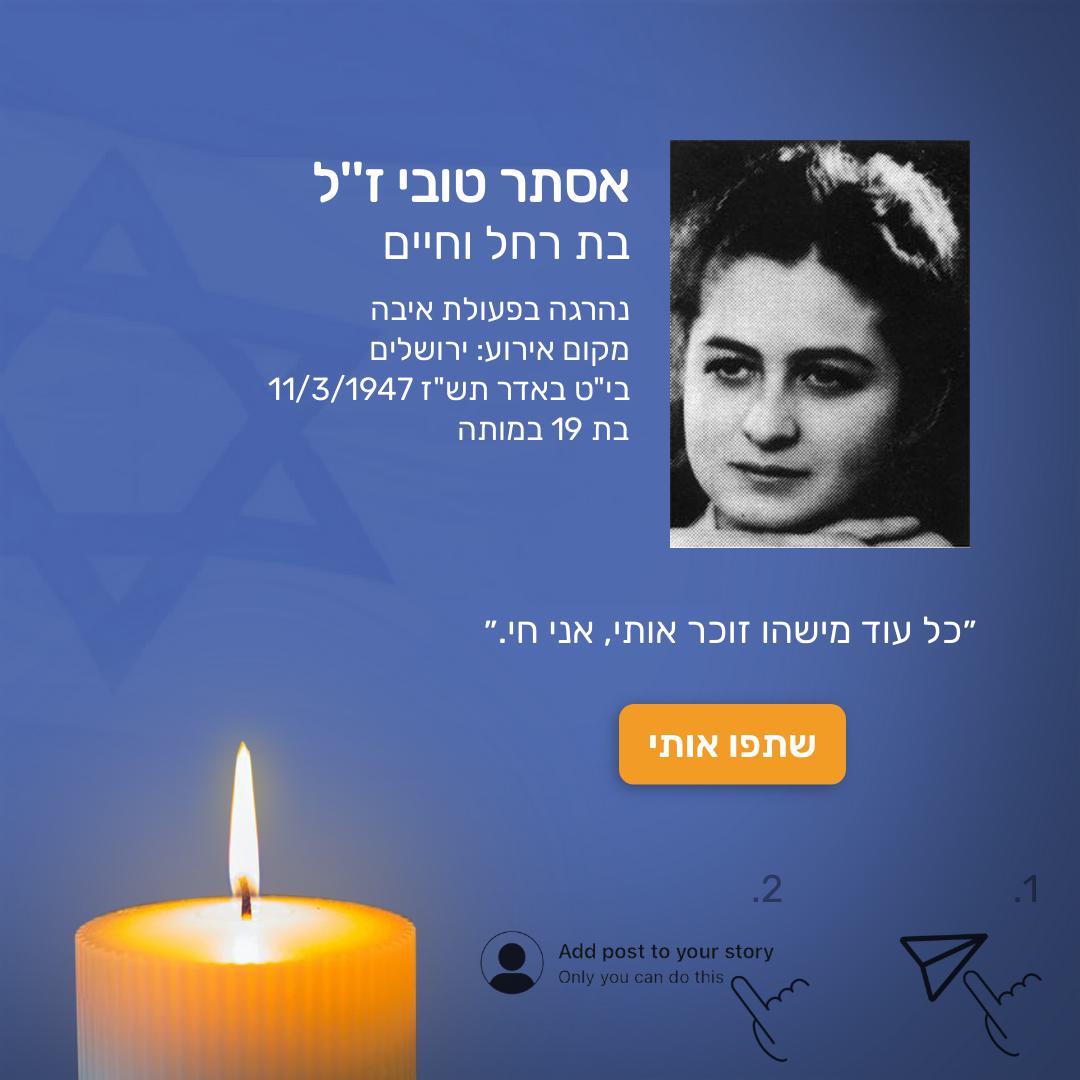 אסתר טובי ז"ל
בת רחל וחיים
נהרגה בפעולת איבה
מקום אירוע: ירושלים
בי"ט באדר תש"ז 11/3/1947
בת 19 במותה
״כל עוד מישהו זוכר אותי, אני חי.״
שתפו אותי
1.
2.
Add post to your story
Only you can do this